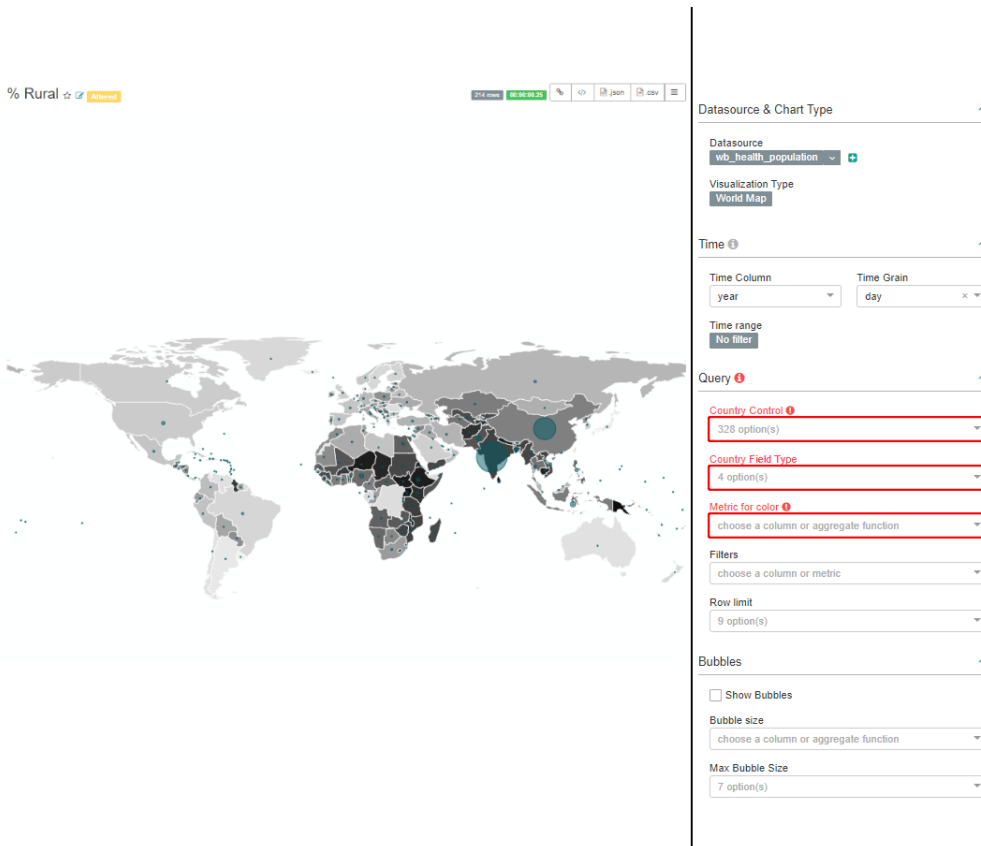 % Rural Altered
214 rows 00:00:00.25 </> .json .csv
Datasource & Chart Type
Datasource
wb_health_population
Visualization Type
World Map
Time
Time Column Time Grain
year day ×
Time range
No filter
Query
Country Control
328 option(s)
Country Field Type
4 option(s)
Metric for color
choose a column or aggregate function
Filters
choose a column or metric
Row limit
9 option(s)
Bubbles
Show Bubbles
Bubble size
choose a column or aggregate function
Max Bubble Size
7 option(s)